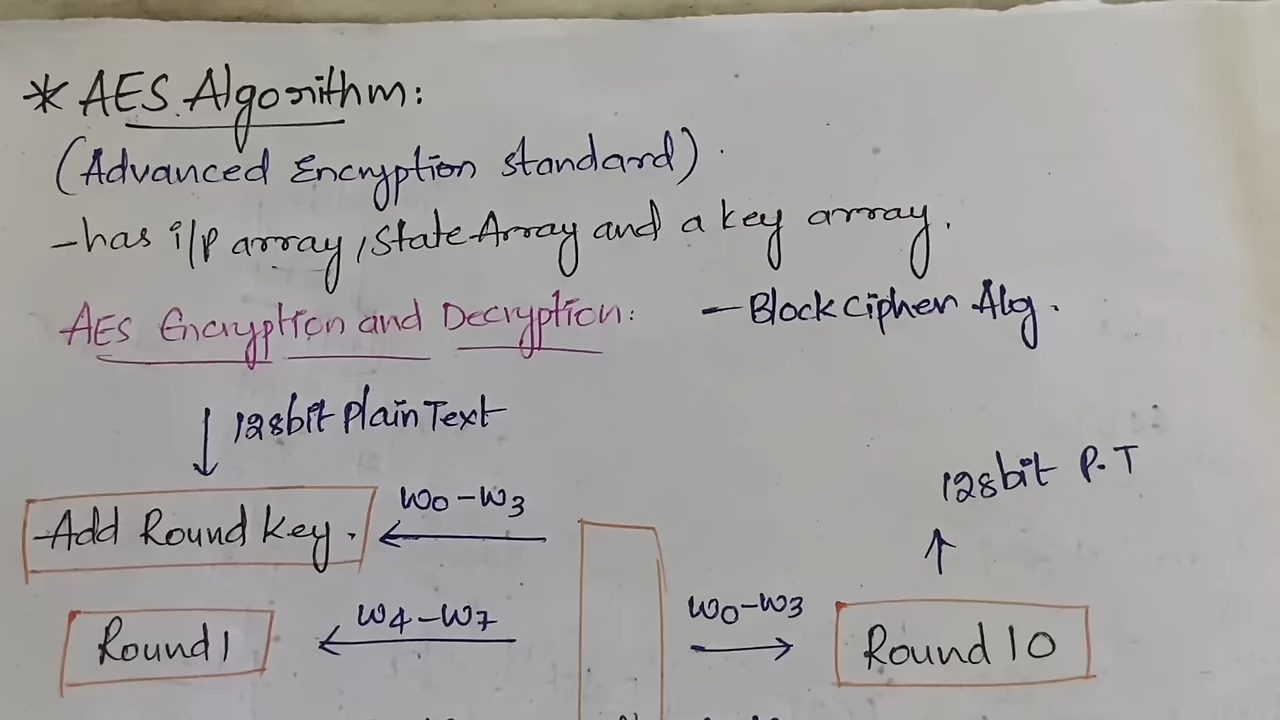 * AES Algorithm:
(Advanced Encryption standard).
- has i/p array, State Array and a key array.
AES Encryption and Decryption: - Block cipher Alg.
128bit Plain Text
128bit P.T
Add Round key.
W0-W3
Round 1
W4-W7
W0-W3
Round 10